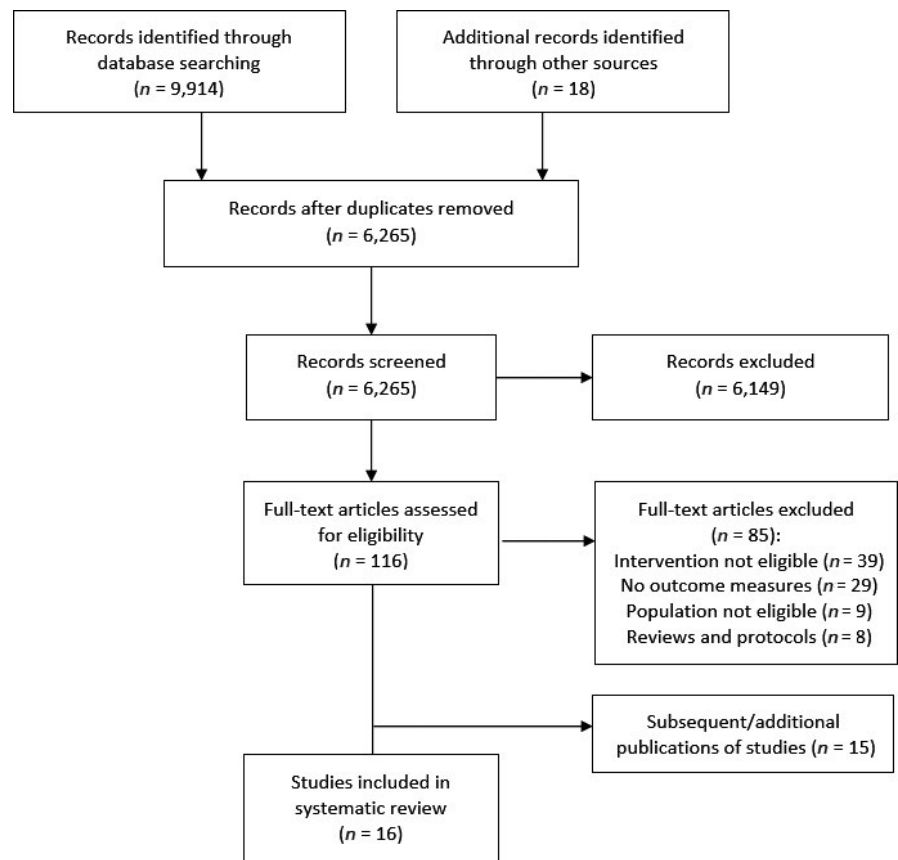 Records identified through
database searching
(n = 9,914)
Additional records identified
through other sources
(n = 18)
Records after duplicates removed
(n = 6,265)
Records screened
(n = 6,265)
Records excluded
(n = 6,149)
Full-text articles assessed
for eligibility
(n = 116)
Full-text articles excluded
(n = 85):
Intervention not eligible (n = 39)
No outcome measures (n = 29)
Population not eligible (n = 9)
Reviews and protocols (n = 8)
Subsequent/additional
publications of studies (n = 15)
Studies included in
systematic review
(n = 16)